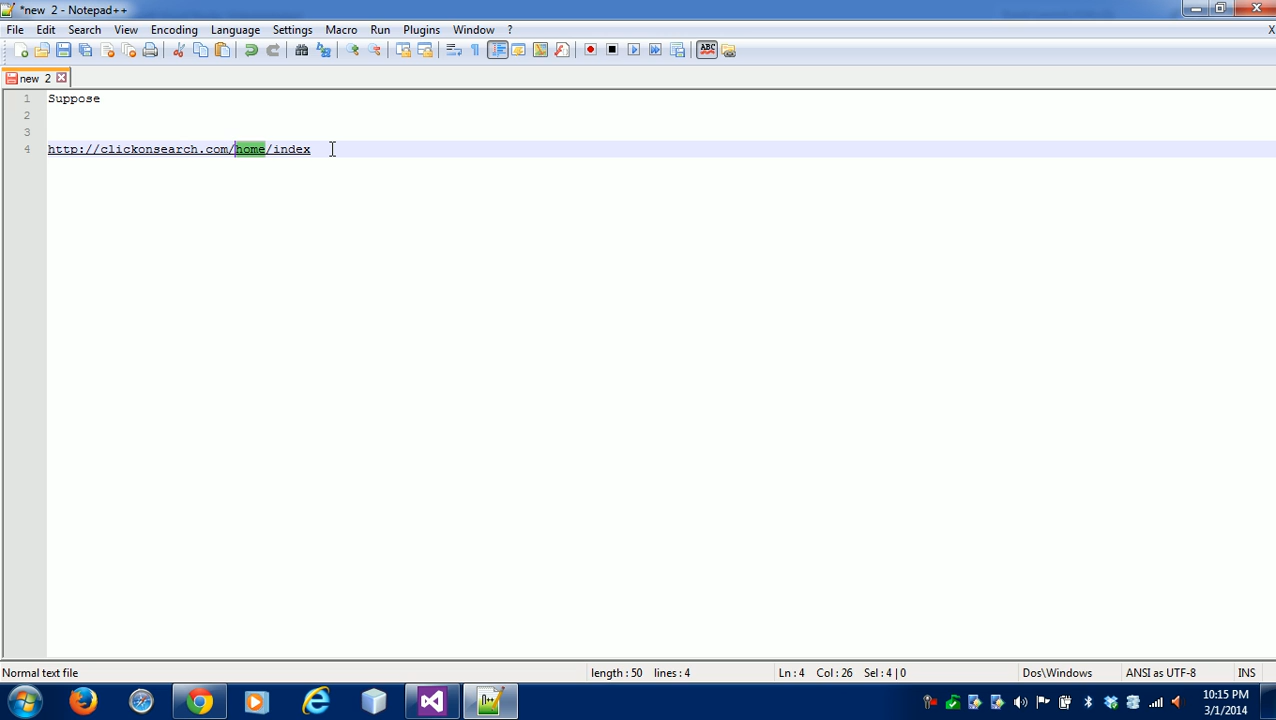 *new  2 - Notepad++
File Edit Search View Encoding Language Settings Macro Run Plugins Window ? X
ABC
new  2
1 Suppose
2
3
4 http://clickonsearch.com/home/index
Normal text file length : 50 lines : 4 Ln : 4 Col : 26 Sel : 4 | 0 Dos\Windows ANSI as UTF-8 INS
10:15 PM
3/1/2014